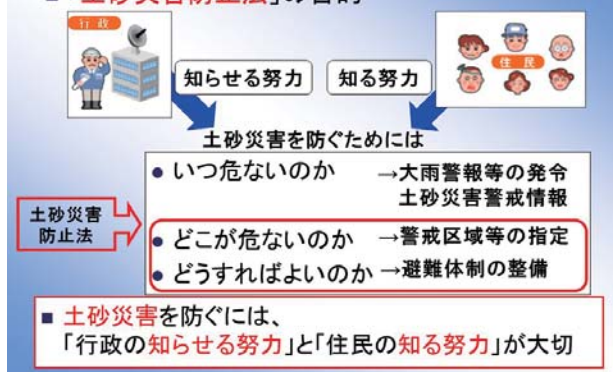 ■「土砂災害防止法」の目的
行政
住民
知らせる努力
知る努力
土砂災害を防ぐためには
• いつ危ないのか →大雨警報等の発令
土砂災害警戒情報
土砂災害
防止法
• どこが危ないのか →警戒区域等の指定
• どうすればよいのか →避難体制の整備
■ 土砂災害を防ぐには、
「行政の知らせる努力」と「住民の知る努力」が大切